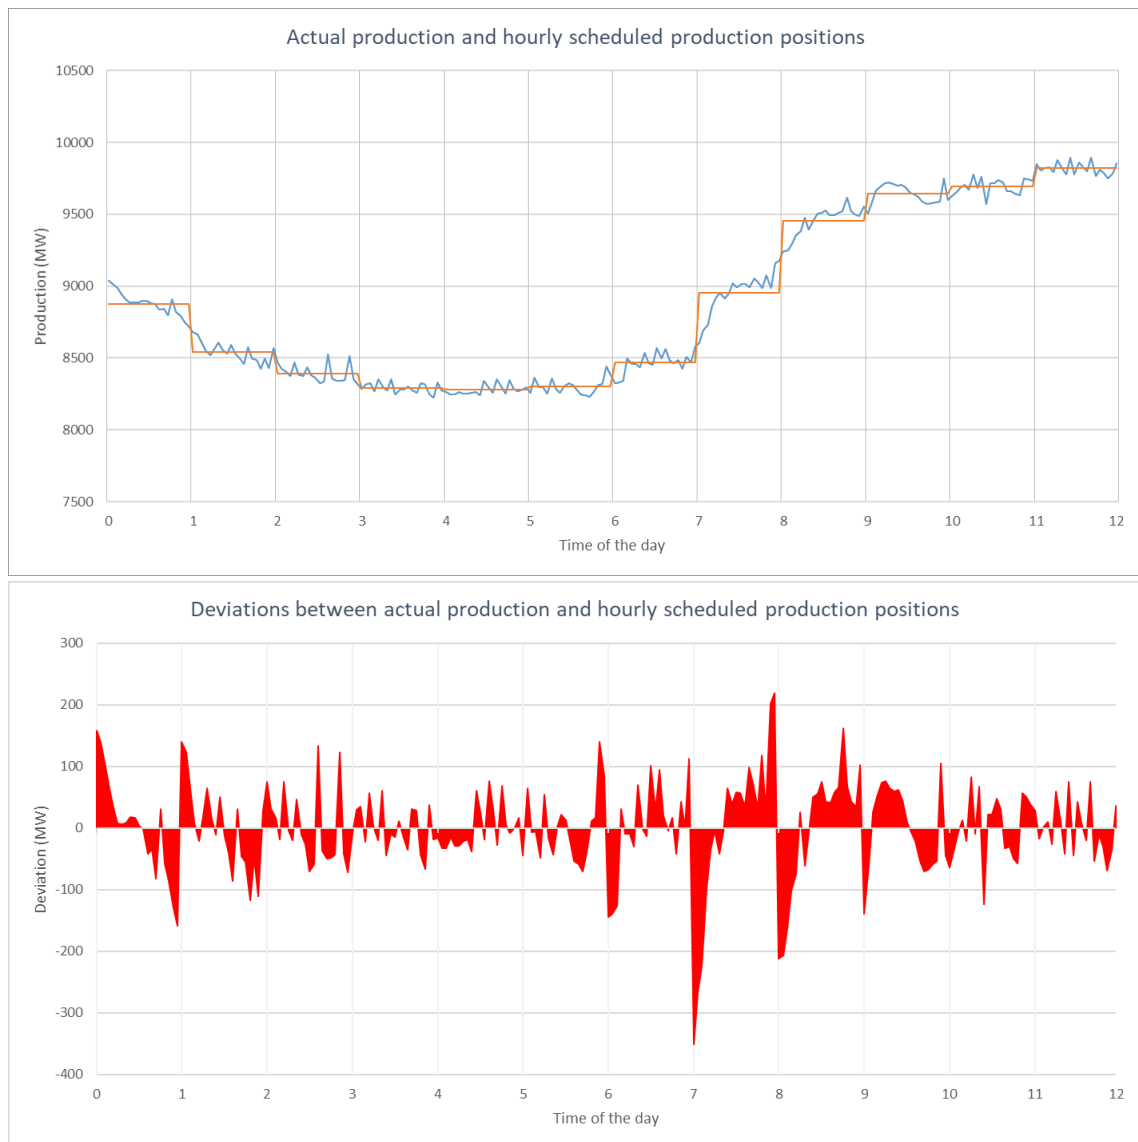 Actual production and hourly scheduled production positions
10500
10000
9500
9000
8500
8000
7500
Production (MW)
0 1 2 3 4 5 6 7 8 9 10 11 12
Time of the day
Deviations between actual production and hourly scheduled production positions
300
200
100
0
-100
-200
-300
-400
Deviation (MW)
0 1 2 3 4 5 6 7 8 9 10 11 12
Time of the day